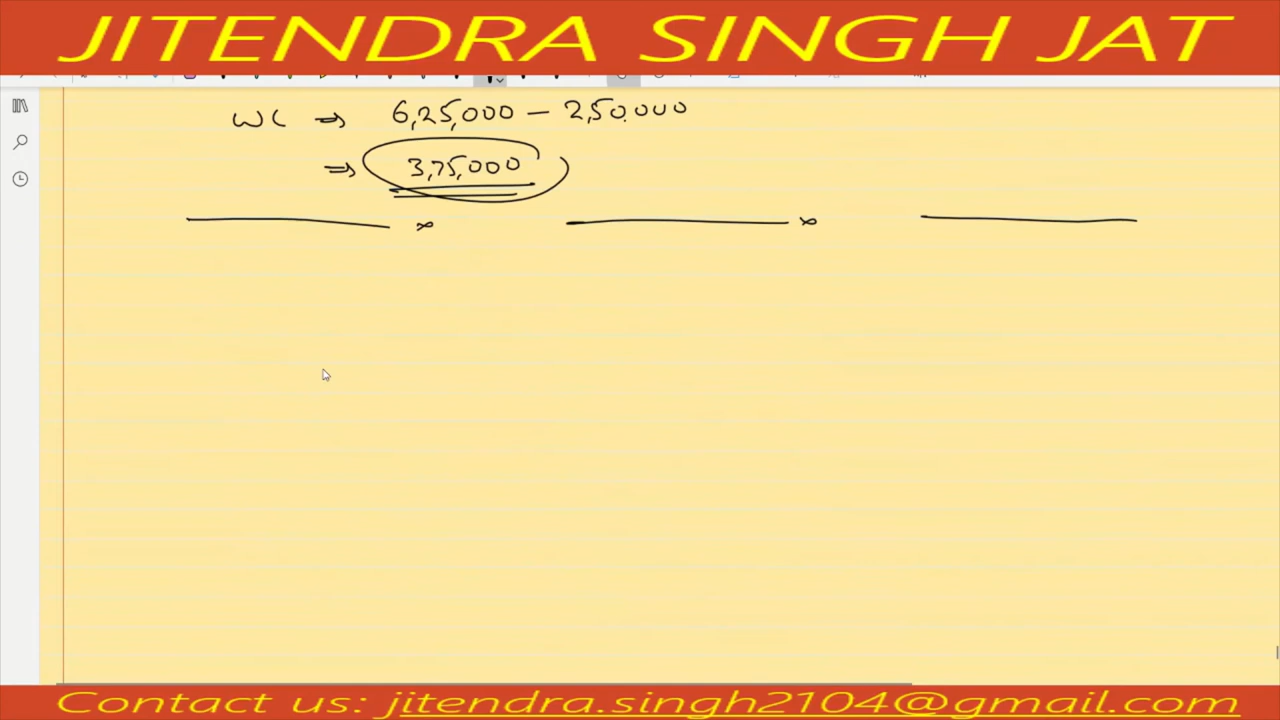 JITENDRA SINGH JAT
WC ⇒ 6,25,000 – 2,50,000
⇒ 3,75,000
Contact us: jitendra.singh2104@gmail.com